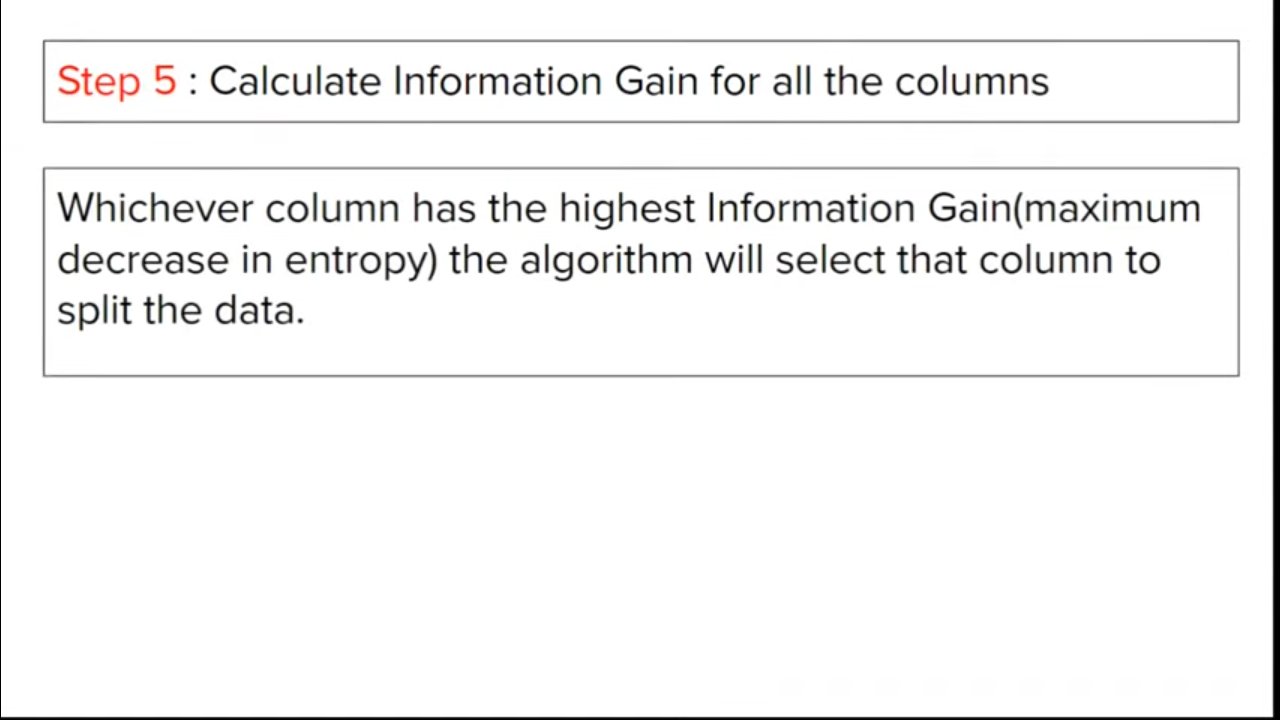 Step 5 : Calculate Information Gain for all the columns
Whichever column has the highest Information Gain(maximum
decrease in entropy) the algorithm will select that column to
split the data.